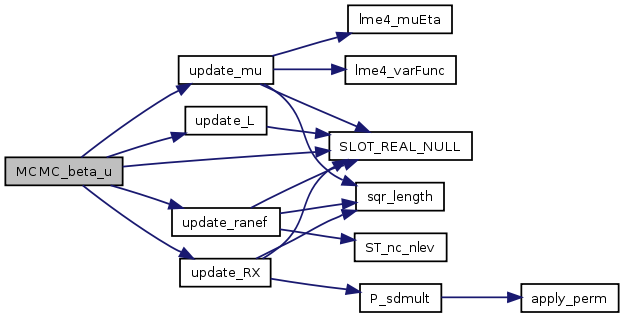 lme4_muEta
update_mu
lme4_varFunc
update_L
SLOT_REAL_NULL
MCMC_beta_u
sqr_length
update_ranef
ST_nc_nlev
update_RX
P_sdmult
apply_perm